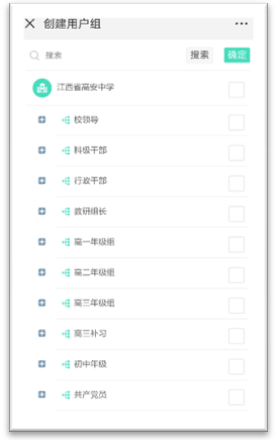 创建用户组
搜索 搜索 确定
江西省高安中学
校领导
科级干部
行政干部
教研组长
高一年级组
高二年级组
高三年级组
高三补习
初中年级
共产党员